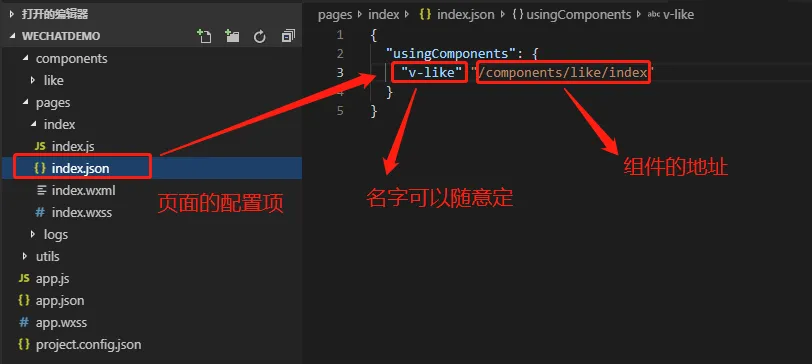 打开的编辑器
WECHATDEMO
components
like
pages
index
JS index.js
{ } index.json
index.wxml
# index.wxss
logs
utils
JS app.js
{ } app.json
# app.wxss
{ } project.config.json
pages index { } index.json { } usingComponents abc v-like
1 {
2 "usingComponents": {
3 "v-like" "/components/like/index"
4 }
5 }
页面的配置项
名字可以随意定
组件的地址